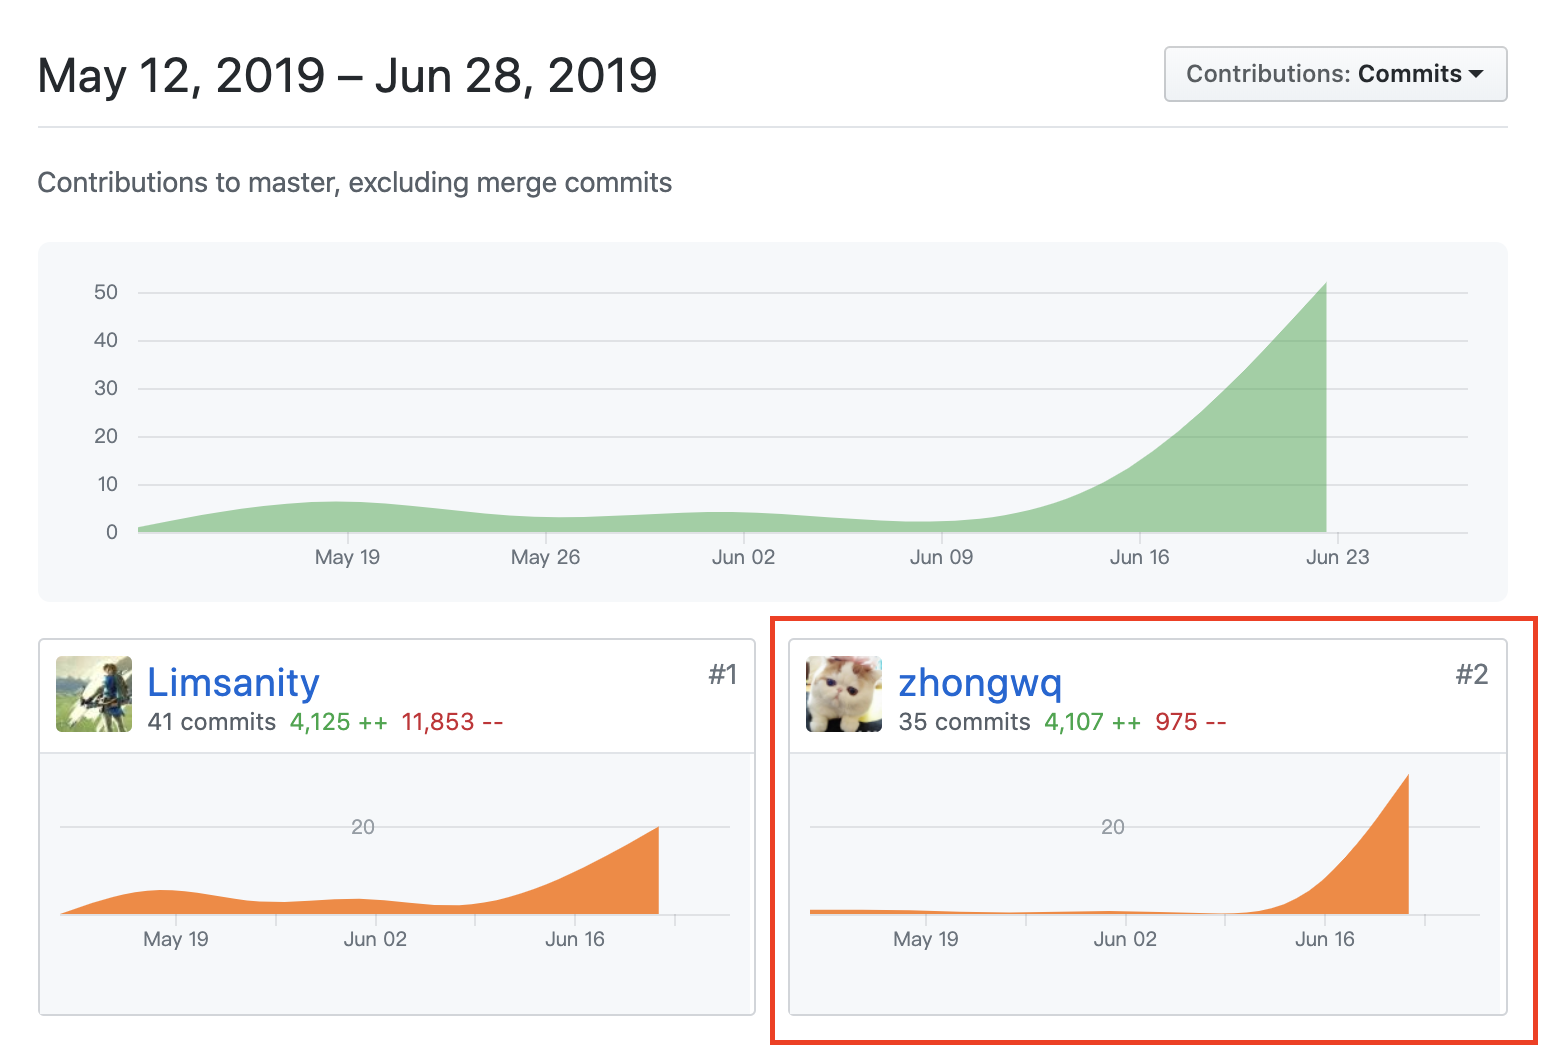 May 12, 2019 – Jun 28, 2019
Contributions: Commits
Contributions to master, excluding merge commits
50
40
30
20
10
0
May 19 May 26 Jun 02 Jun 09 Jun 16 Jun 23
Limsanity #1
41 commits 4,125 ++ 11,853 --
20
May 19 Jun 02 Jun 16
zhongwq #2
35 commits 4,107 ++ 975 --
20
May 19 Jun 02 Jun 16